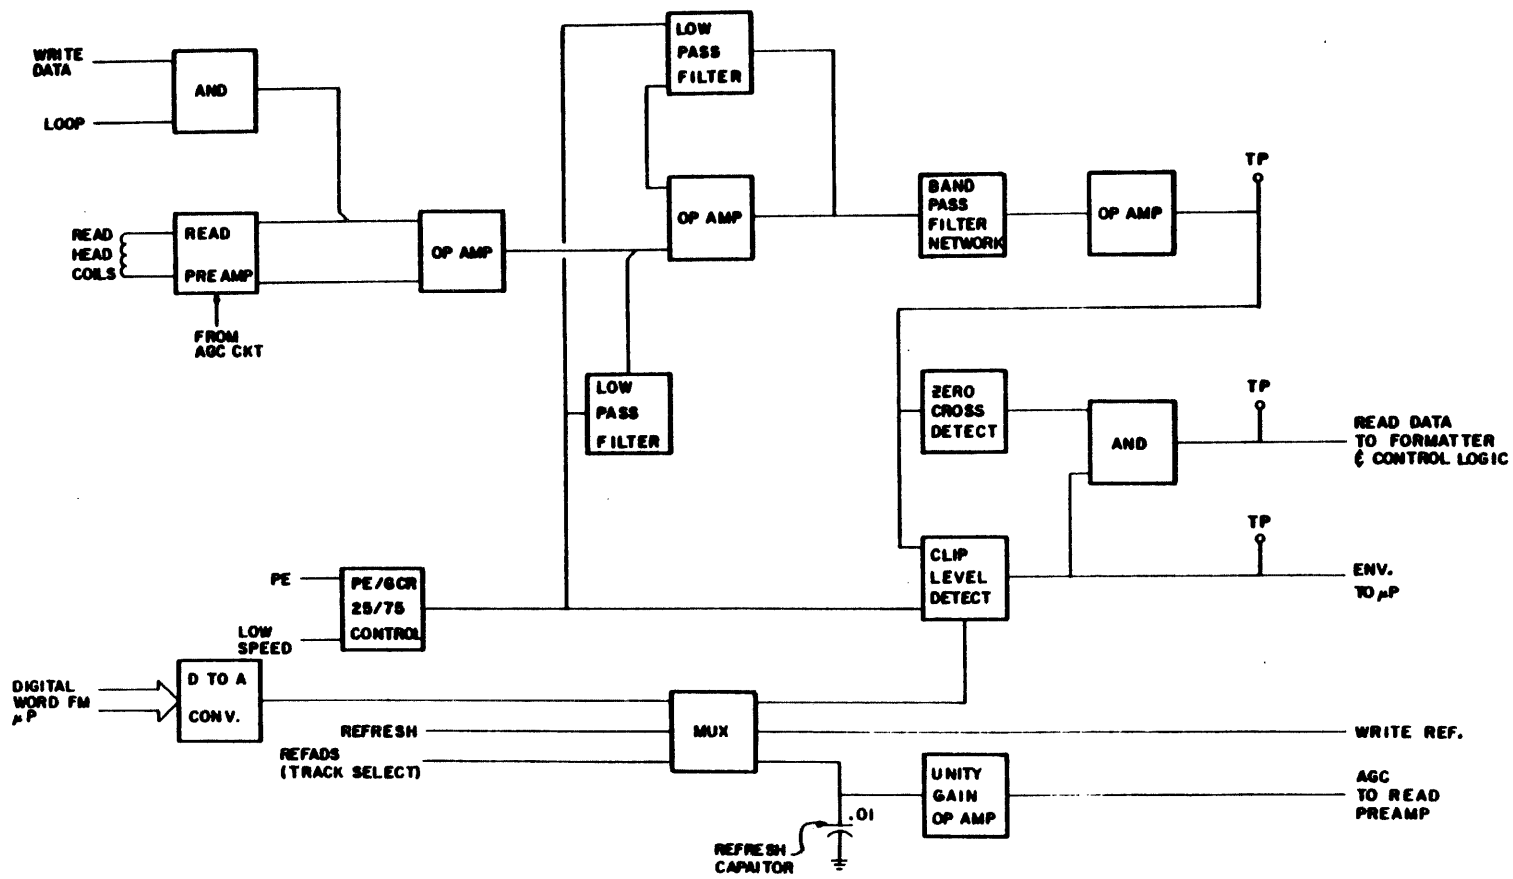 WRITE
DATA
LOOP
AND
LOW
PASS
FILTER
READ
HEAD
COILS
READ
PREAMP
FROM
AGC CKT
OP AMP
OP AMP
BAND
PASS
FILTER
NETWORK
OP AMP
TP
LOW
PASS
FILTER
ZERO
CROSS
DETECT
AND
TP
READ DATA
TO FORMATTER
& CONTROL LOGIC
PE
LOW
SPEED
PE/GCR
25/75
CONTROL
CLIP
LEVEL
DETECT
TP
ENV.
TO μP
DIGITAL
WORD FM
μP
D TO A
CONV.
REFRESH
REFADS
(TRACK SELECT)
MUX
WRITE REF.
.01
REFRESH
CAPAITOR
UNITY
GAIN
OP AMP
AGC
TO READ
PREAMP